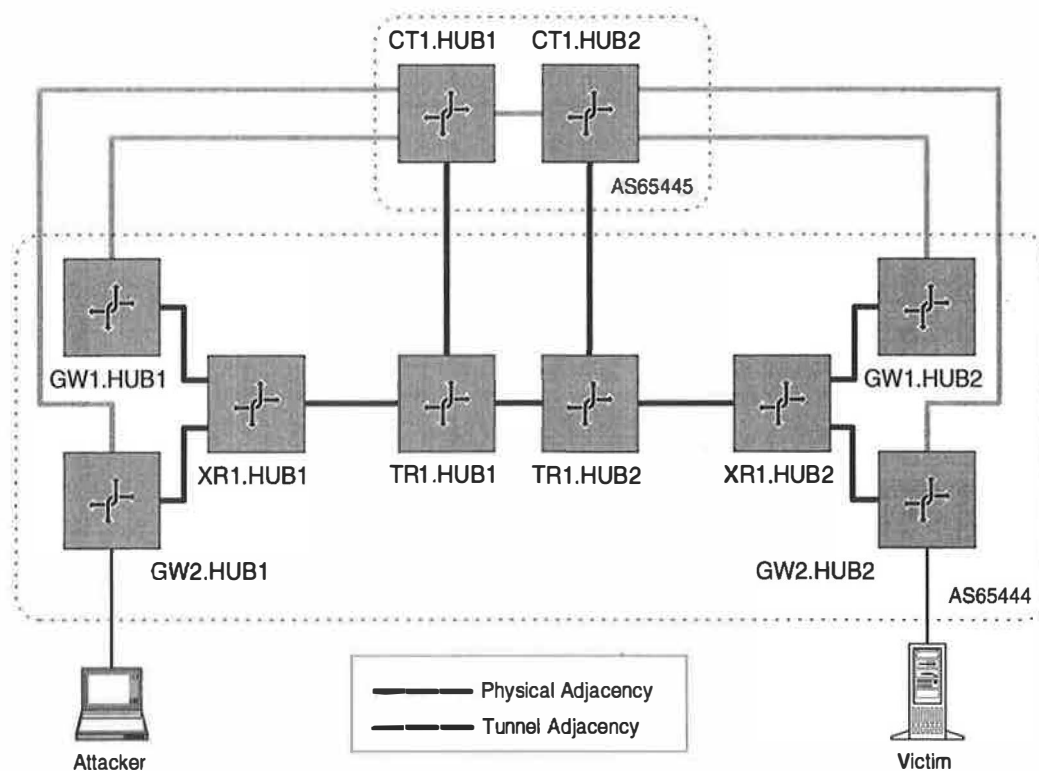 CT1.HUB1
CT1.HUB2
AS65445
GW1.HUB1
GW1.HUB2
XR1.HUB1
TR1.HUB1
TR1.HUB2
XR1.HUB2
GW2.HUB1
GW2.HUB2
AS65444
Physical Adjacency
Tunnel Adjacency
Attacker
Victim